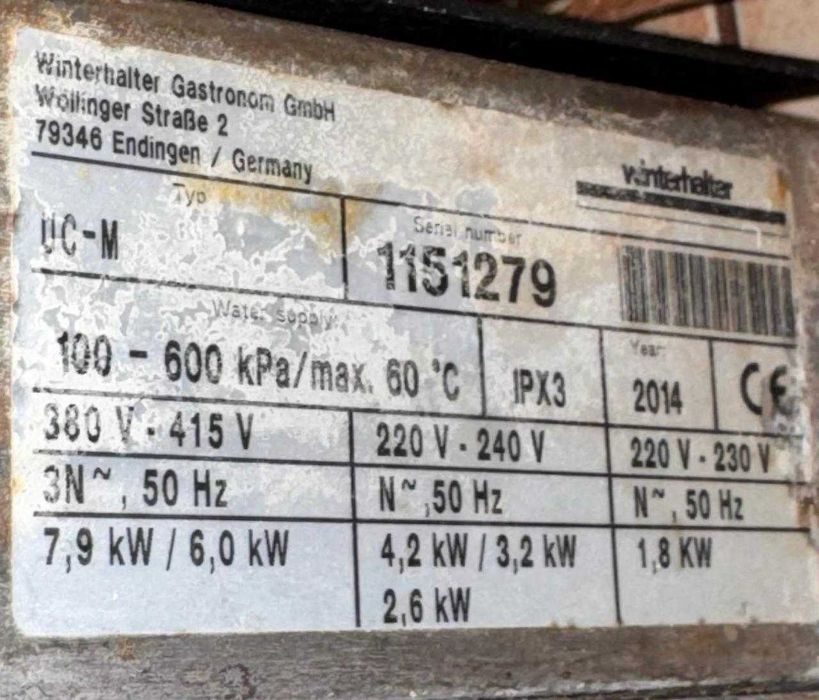 Winterhalter Gastronom GmbH
Wöllinger Straße 2
79346 Endingen / Germany
winterhalter
Typ
UC-M
Serial number
1151279
Water supply
100 - 600 kPa/max. 60 °C
IPX3
Year
2014
CE
380 V - 415 V
220 V - 240 V
220 V - 230 V
3N~, 50 Hz
N~,50 Hz
N~, 50 Hz
7,9 kW / 6,0 kW
4,2 kW / 3,2 kW
1,8 KW
2,6 kW